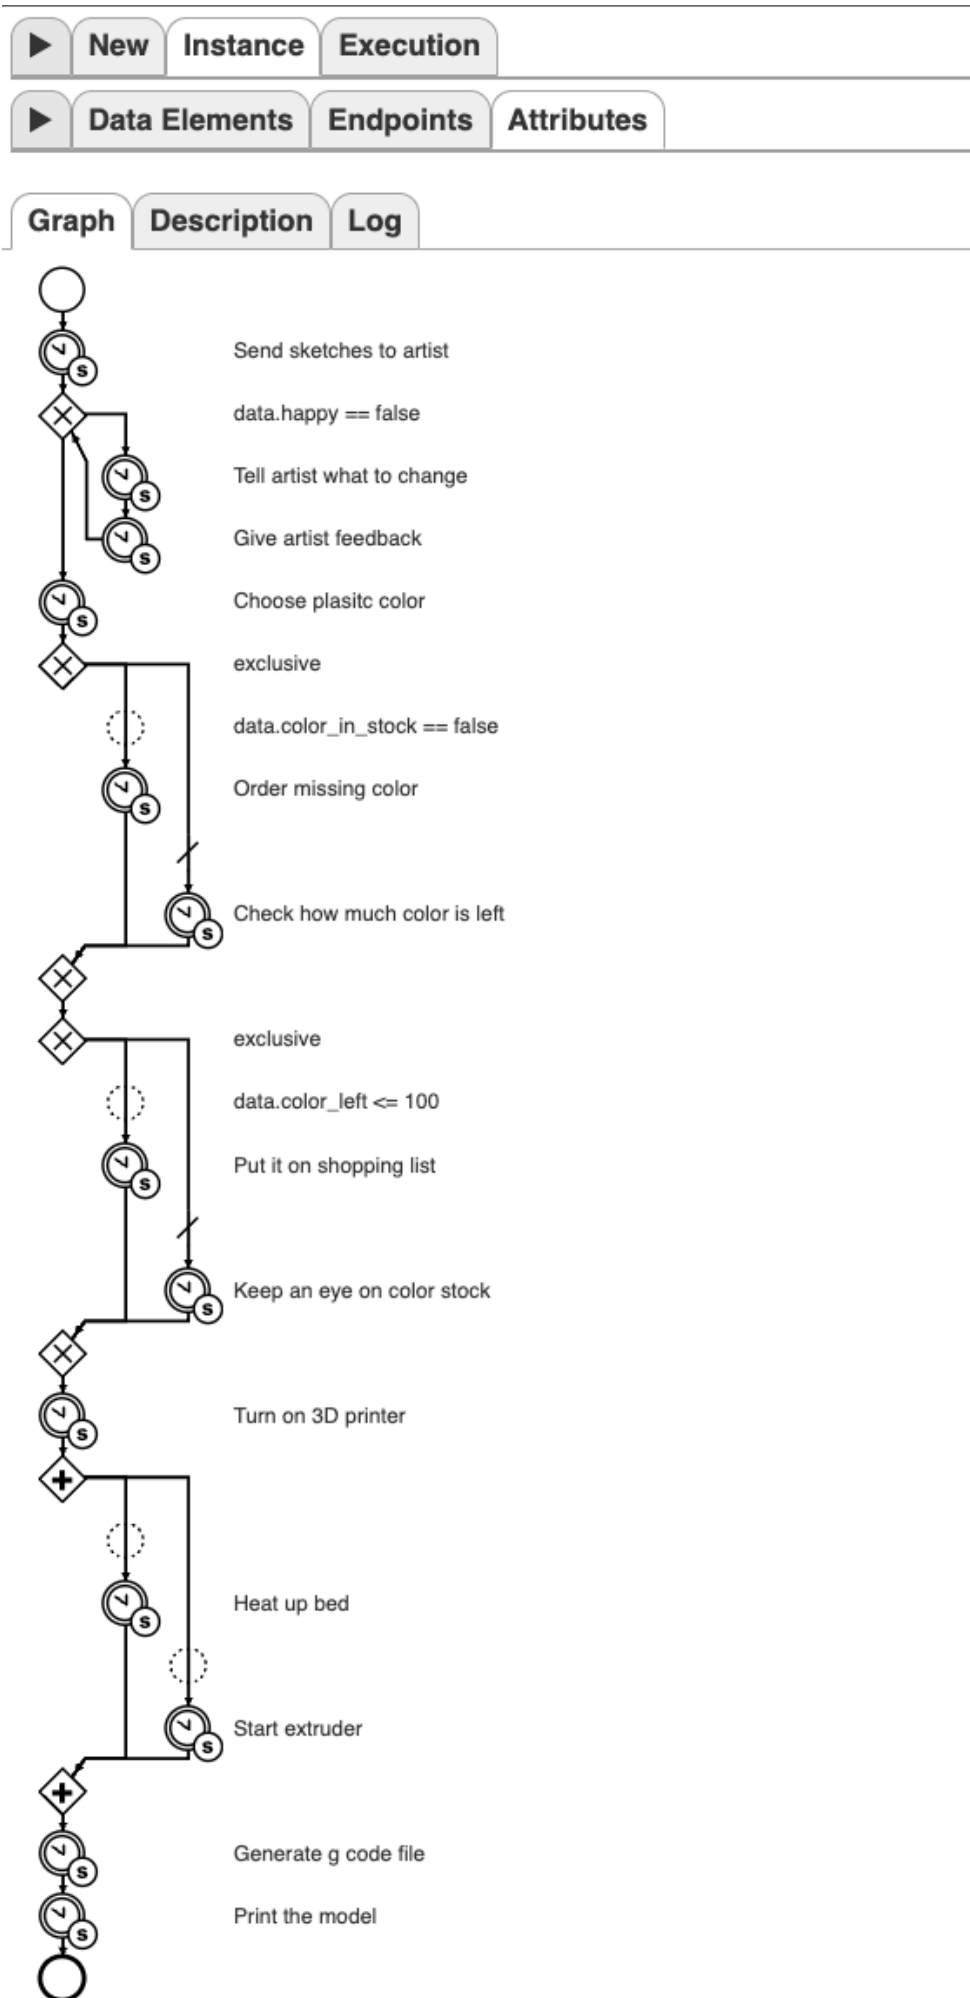 New Instance Execution
Data Elements Endpoints Attributes
Graph Description Log
Send sketches to artist
data.happy == false
Tell artist what to change
Give artist feedback
Choose plasitc color
exclusive
data.color_in_stock == false
Order missing color
Check how much color is left
exclusive
data.color_left <= 100
Put it on shopping list
Keep an eye on color stock
Turn on 3D printer
Heat up bed
Start extruder
Generate g code file
Print the model